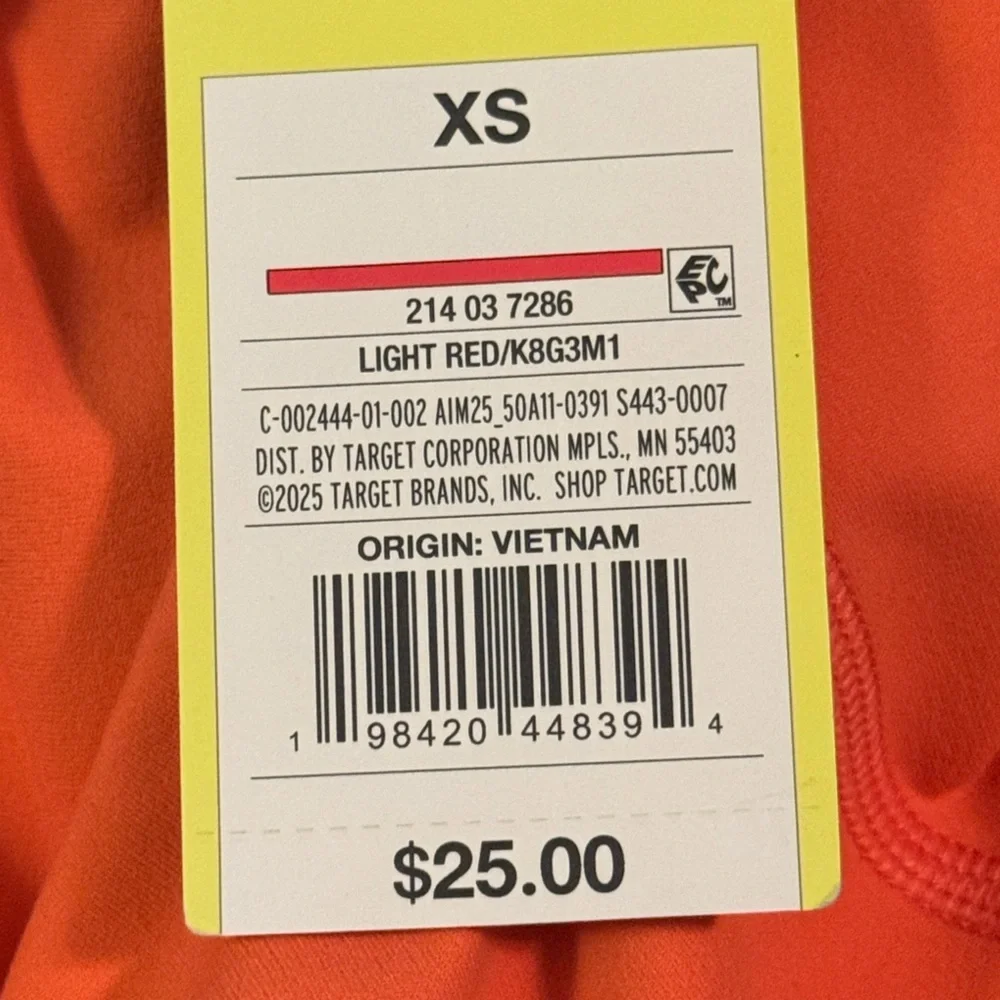 XS
EPC™
214 03 7286
LIGHT RED/K8G3M1
C-002444-01-002 AIM25_50A11-0391 S443-0007
DIST. BY TARGET CORPORATION MPLS., MN 55403
©2025 TARGET BRANDS, INC. SHOP TARGET.COM
ORIGIN: VIETNAM
1 98420 44839 4
$25.00